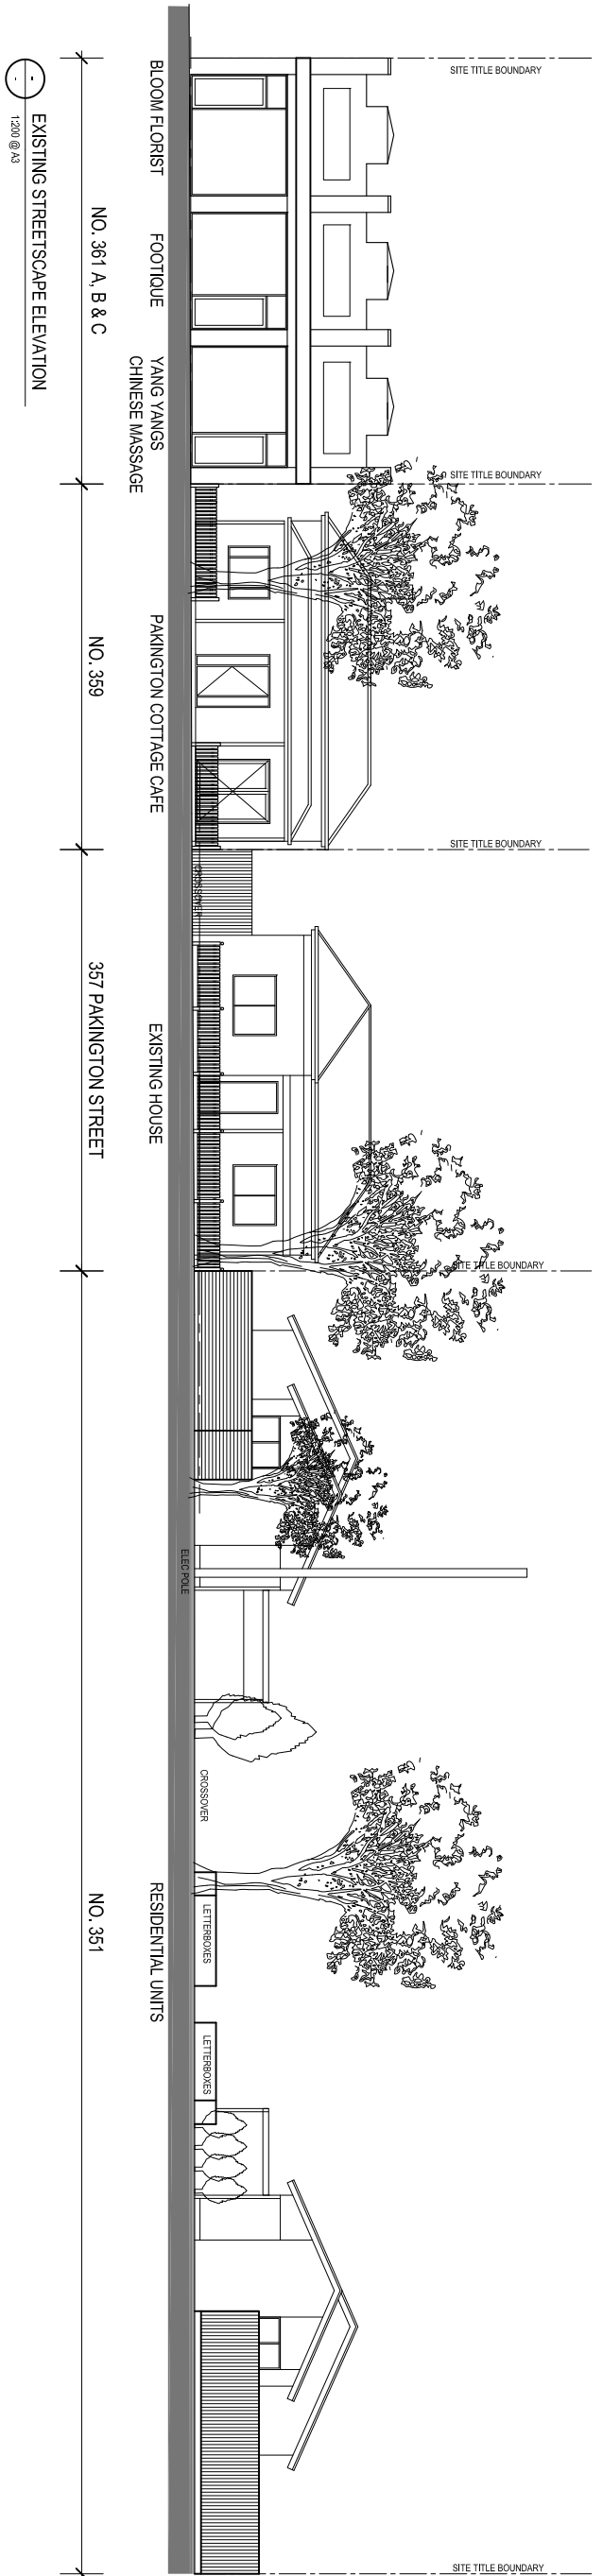 SITE TITLE BOUNDARY
SITE TITLE BOUNDARY
SITE TITLE BOUNDARY
SITE TITLE BOUNDARY
SITE TITLE BOUNDARY
CROSSOVER
ELEC POLE
CROSSOVER
LETTERBOXES
LETTERBOXES
BLOOM FLORIST
FOOTIQUE
YANG YANGS
CHINESE MASSAGE
PAKINGTON COTTAGE CAFE
EXISTING HOUSE
RESIDENTIAL UNITS
NO. 361 A, B & C
NO. 359
357 PAKINGTON STREET
NO. 351
- EXISTING STREETSCAPE ELEVATION
- 1:200 @ A3